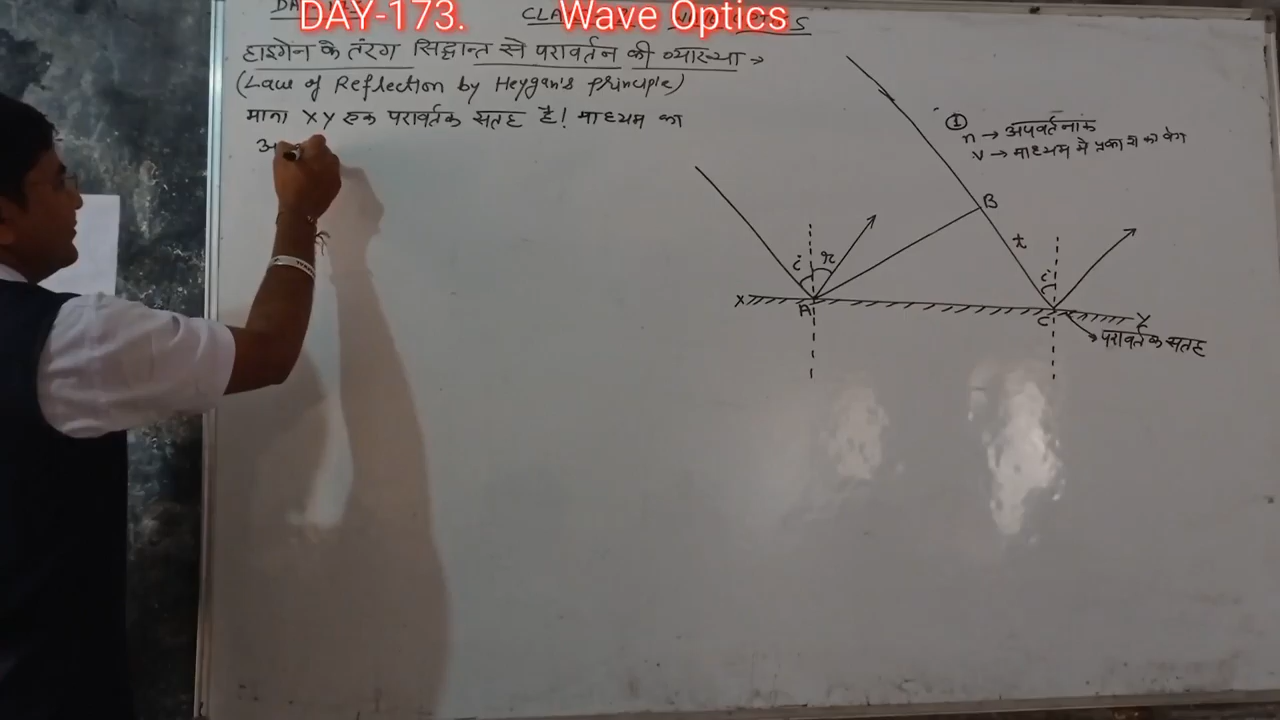 DAY-173. Wave Optics
हाइगेन के तंरग सिद्धान्त से परावर्तन की व्याख्या →
(Law of Reflection by Heygan's principle)
माना XY एक परावर्तक सतह है! माध्यम का
①
n → अपवर्तनांक
v → माध्यम मे प्रकाश का वेग
B
t
i r i
X A C Y
परावर्तक सतह